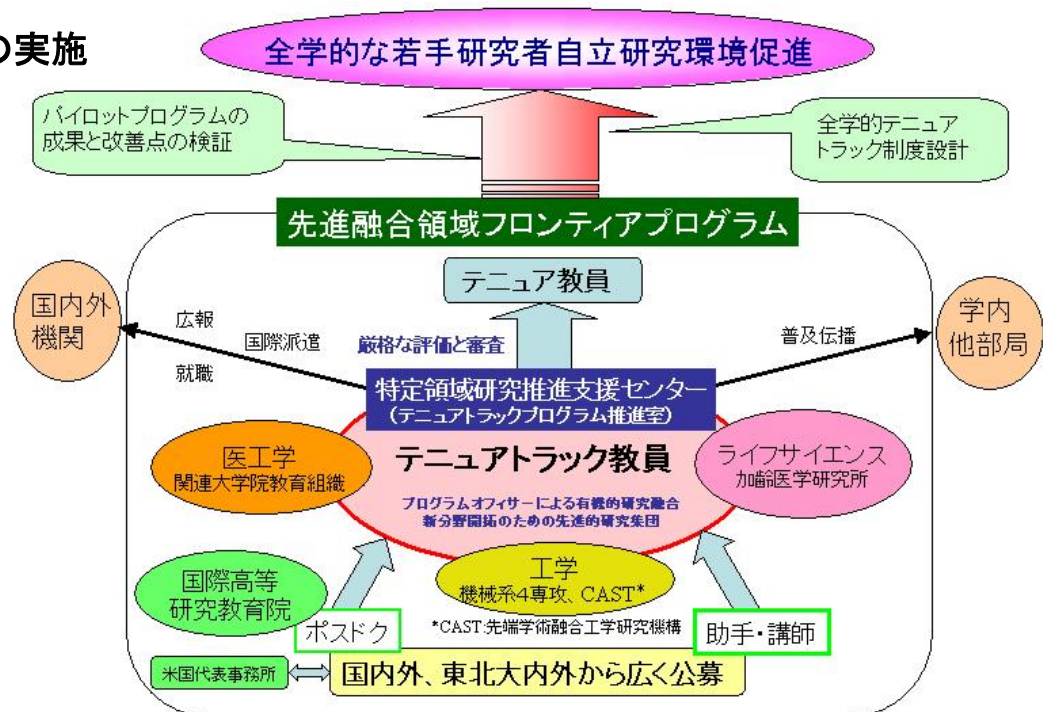 の実施
全学的な若手研究者自立研究環境促進
パイロットプログラムの
成果と改善点の検証
全学的テニュア
トラック制度設計
先進融合領域フロンティアプログラム
テニュア教員
国内外
機関
広報
国際派遣
就職
厳格な評価と審査
普及伝播
学内
他部局
特定領域研究推進支援センター
(テニュアトラックプログラム推進室)
医工学
関連大学院教育組織
テニュアトラック教員
ライフサイエンス
加齢医学研究所
プログラムオフィサーによる有機的研究融合
新分野開拓のための先進的研究集団
工学
機械系4専攻、CAST*
国際高等
研究教育院
ポスドク
*CAST:先端学術融合工学研究機構
助手・講師
米国代表事務所
国内外、東北大内外から広く公募